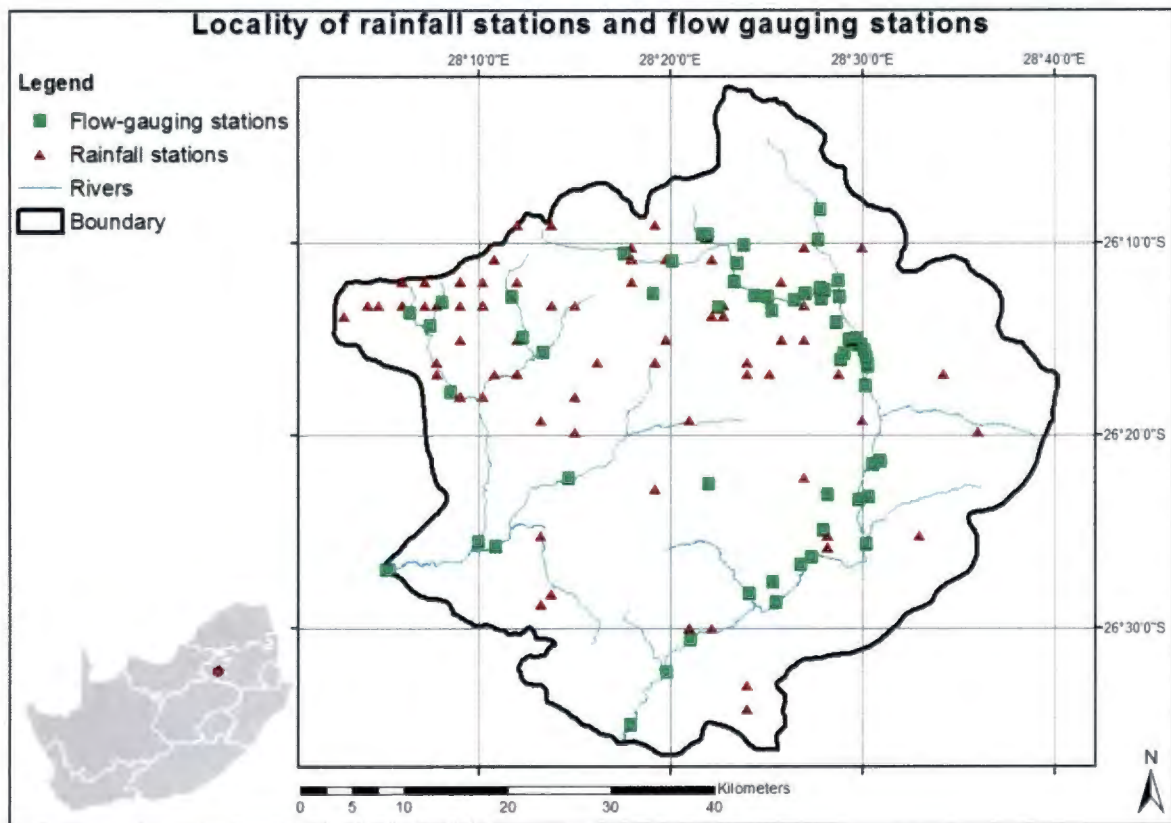 Locality of rainfall stations and flow gauging stations
28°10'0"E 28°20'0"E 28°30'0"E 28°40'0"E
Legend
Flow-gauging stations
Rainfall stations
Rivers
Boundary
26°10'0"S
26°20'0"S
26°30'0"S
N
Kilometers
0 5 10 20 30 40